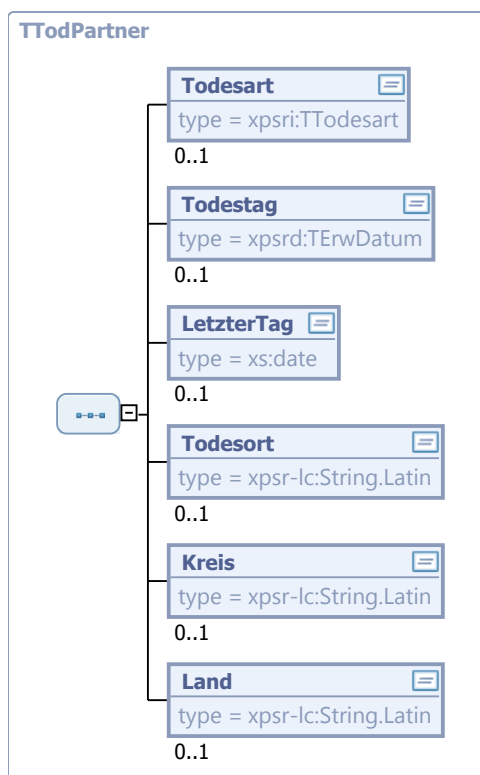 TTodPartner
Todesart
type = xpsri:TTodesart
0..1
Todestag
type = xpsrd:TErwDatum
0..1
LetzterTag
type = xs:date
0..1
Todesort
type = xpsr-lc:String.Latin
0..1
Kreis
type = xpsr-lc:String.Latin
0..1
Land
type = xpsr-lc:String.Latin
0..1